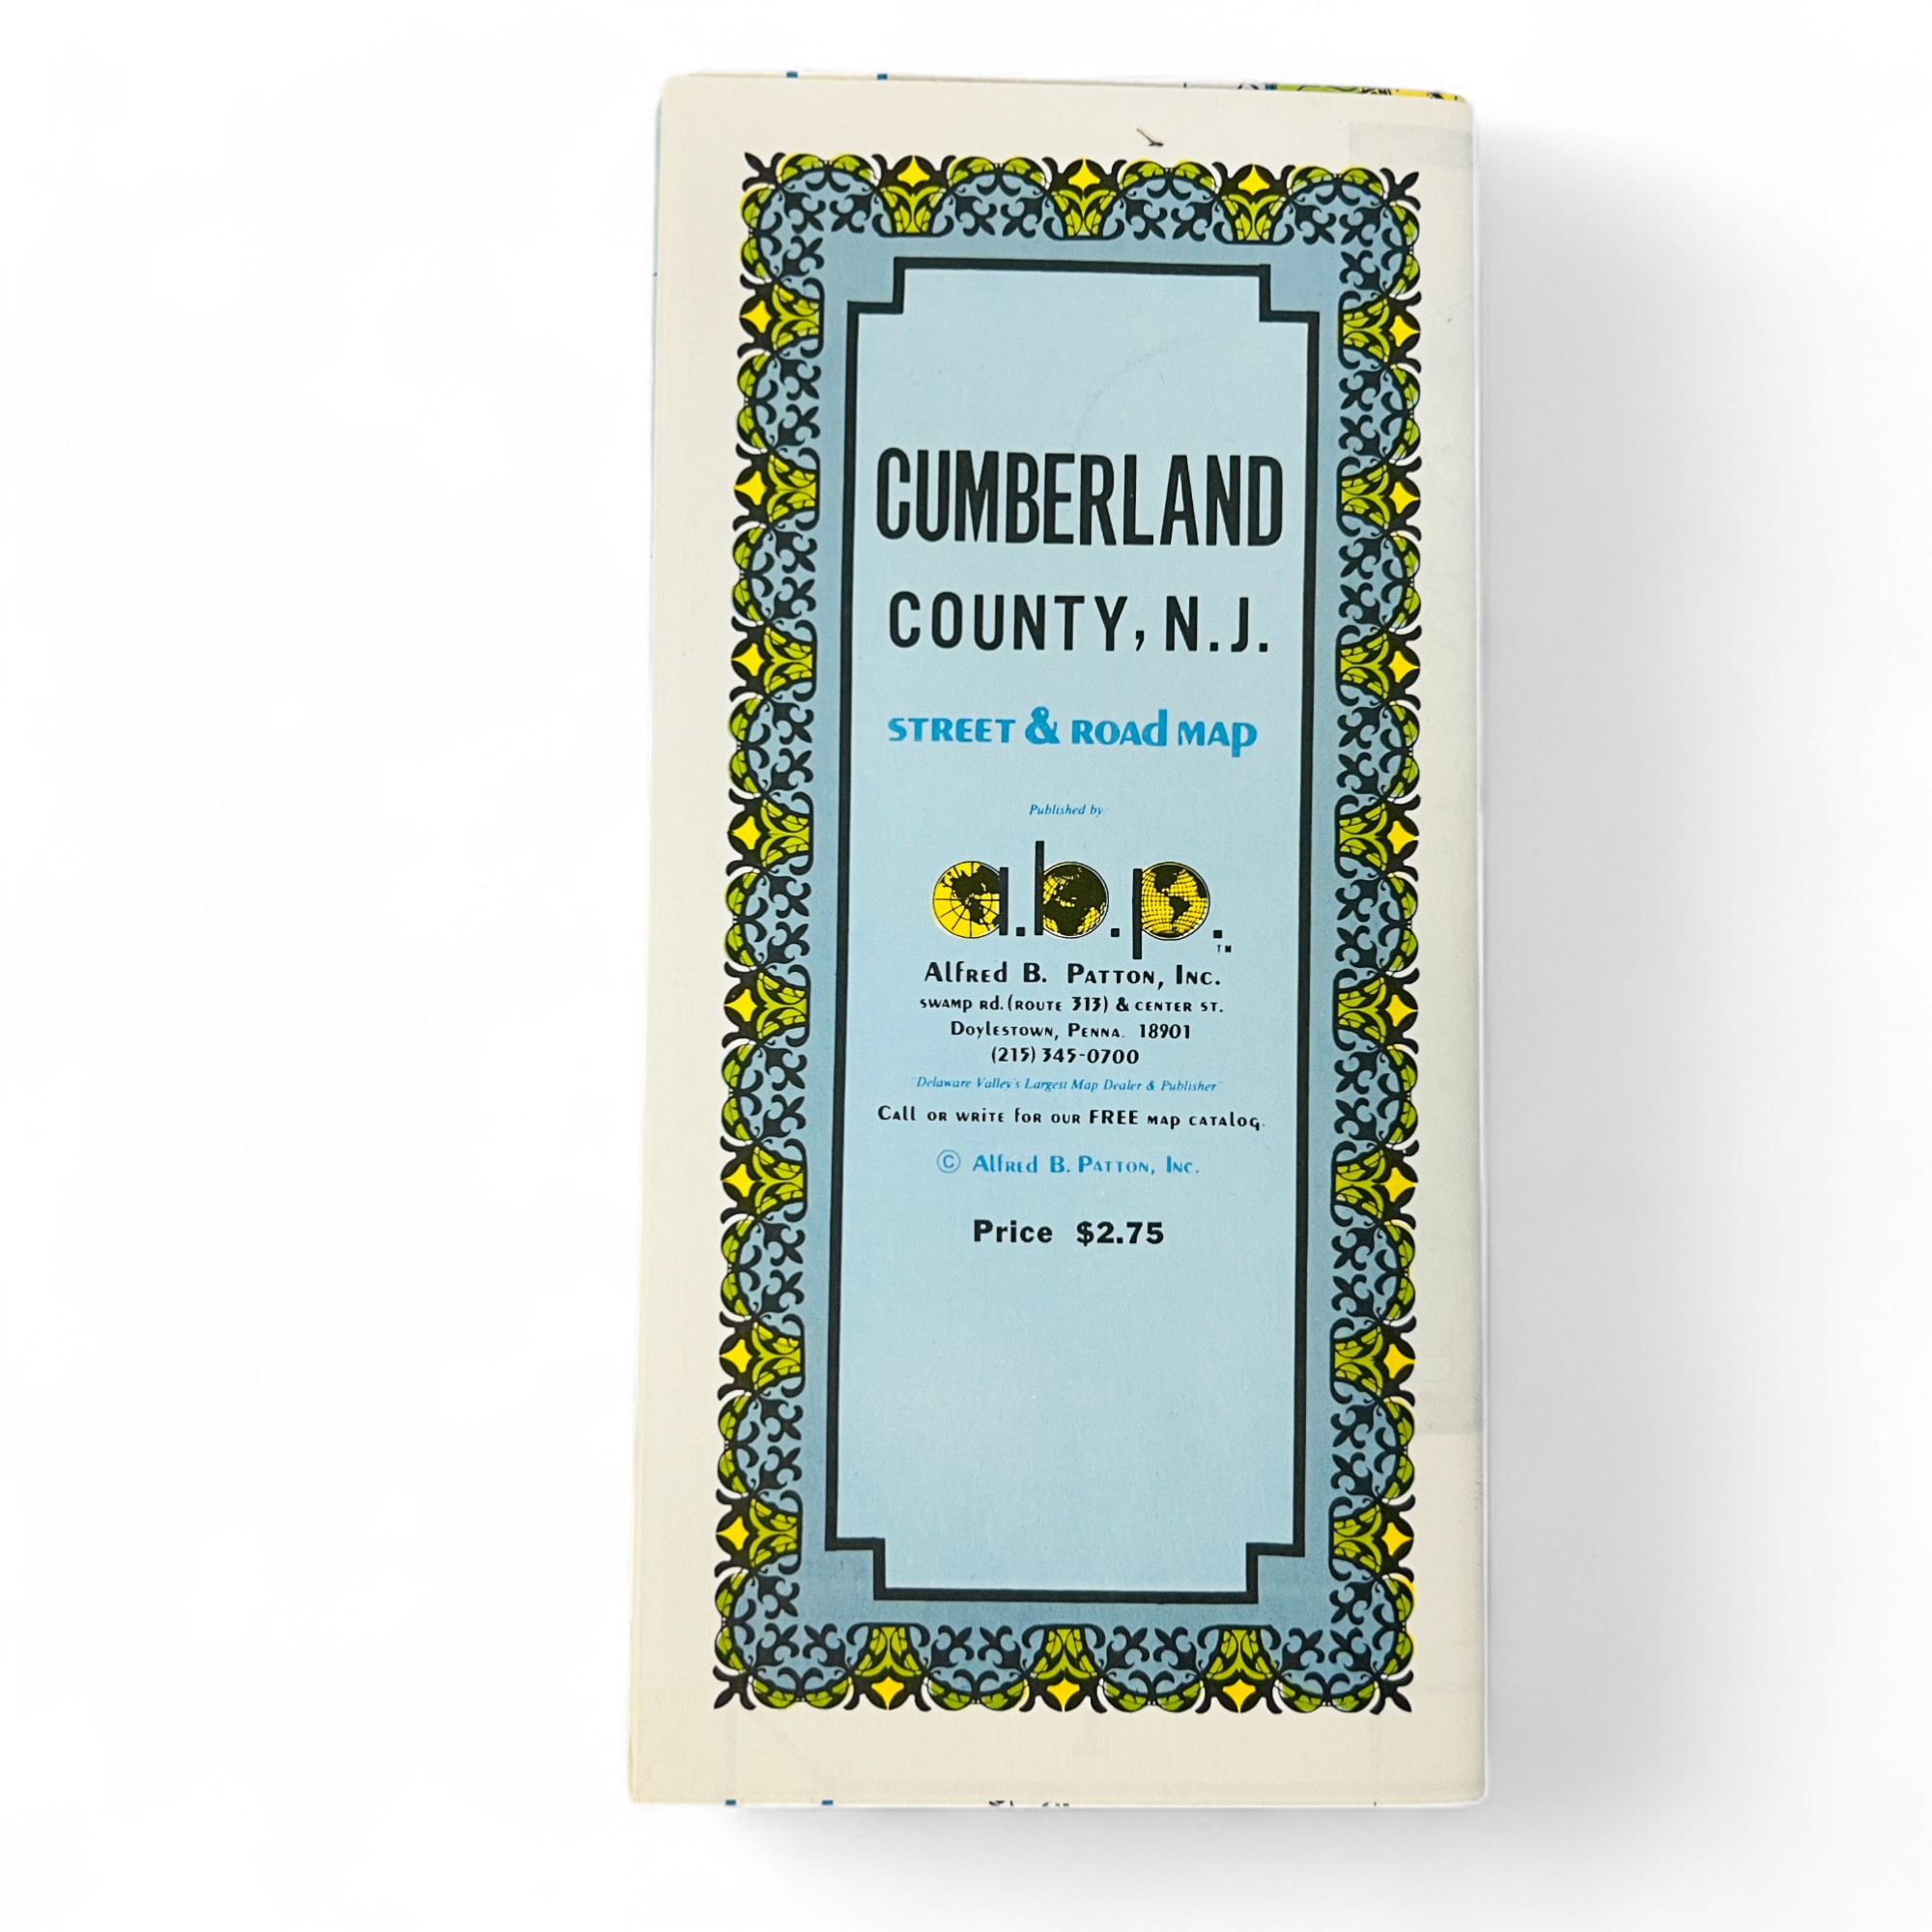 CUMBERLAND
COUNTY, N.J.
STREET & ROAd MAp
Published by
a.b.p.
TM
Alfred B. Patton, Inc.
Swamp Rd. (Route 313) & Center St.
Doylestown, Penna. 18901
(215) 345-0700
"Delaware Valley's Largest Map Dealer & Publisher"
Call or write for our FREE map catalog.
© Alfred B. Patton, Inc.
Price $2.75